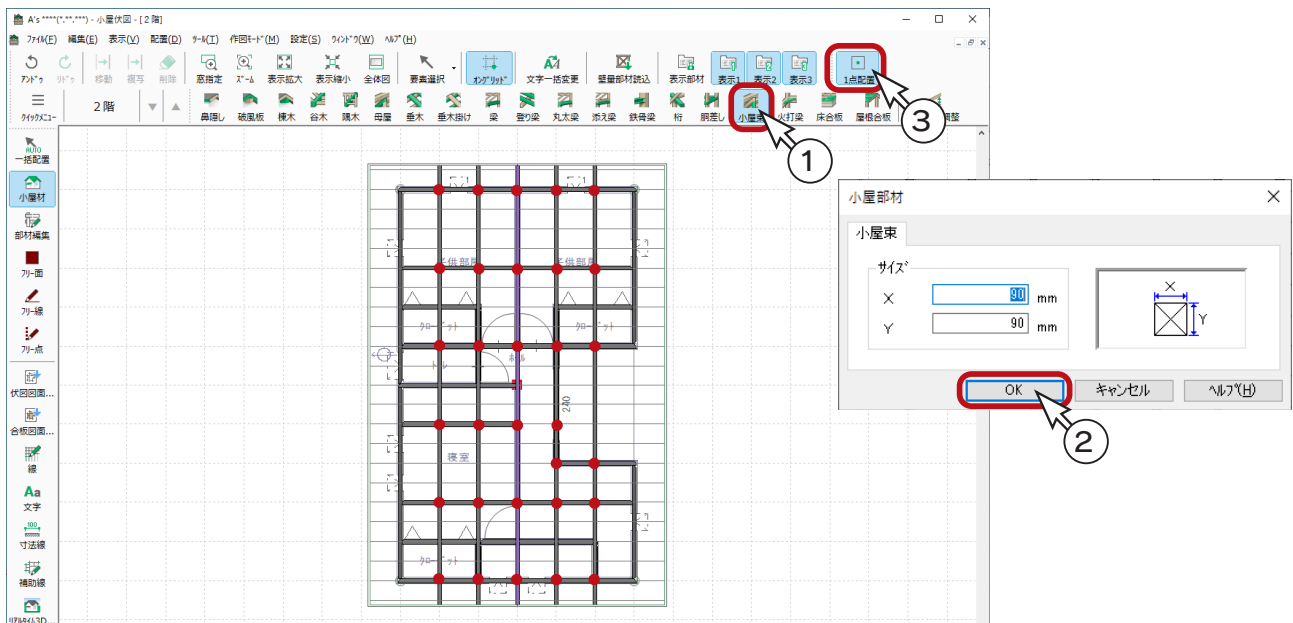 A's ****(*.**.***) - 小屋伏図 - [2 階]
ﾌｧｲﾙ(F) 編集(E) 表示(V) 配置(D) ﾂｰﾙ(T) 作図ﾓｰﾄﾞ(M) 設定(S) ｳｨﾝﾄﾞｳ(W) ﾍﾙﾌﾟ(H)
ｱﾝﾄﾞｩ ﾘﾄﾞｩ 移動 複写 削除 窓指定 ｽﾞｰﾑ 表示拡大 表示縮小 全体図 要素選択 ｵﾝｸﾞﾘｯﾄﾞ 文字一括変更 壁量部材読込 表示部材 表示1 表示2 表示3 1点配置
ｸｲｯｸﾒﾆｭｰ 2 階 鼻隠し 破風板 棟木 谷木 隅木 母屋 垂木 垂木掛け 梁 登り梁 丸太梁 添え梁 鉄骨梁 桁 胴差し 小屋束 火打梁 床合板 屋根合板 調整
③
①
AUTO
一括配置
小屋材
部材編集
ﾌﾘｰ面
ﾌﾘｰ線
ﾌﾘｰ点
伏図図面...
合板図面...
線
Aa
文字
100
寸法線
補助線
ﾘｱﾙﾀｲﾑ3D...
子供部屋 子供部屋
ｸﾛｰｾﾞｯﾄ ｸﾛｰｾﾞｯﾄ
ﾄｲﾚ ﾎｰﾙ
240
寝室
ｸﾛｰｾﾞｯﾄ
小屋部材
小屋束
ｻｲｽﾞ
X 90 mm
Y 90 mm
X
Y
OK ｷｬﾝｾﾙ ﾍﾙﾌﾟ(H)
②